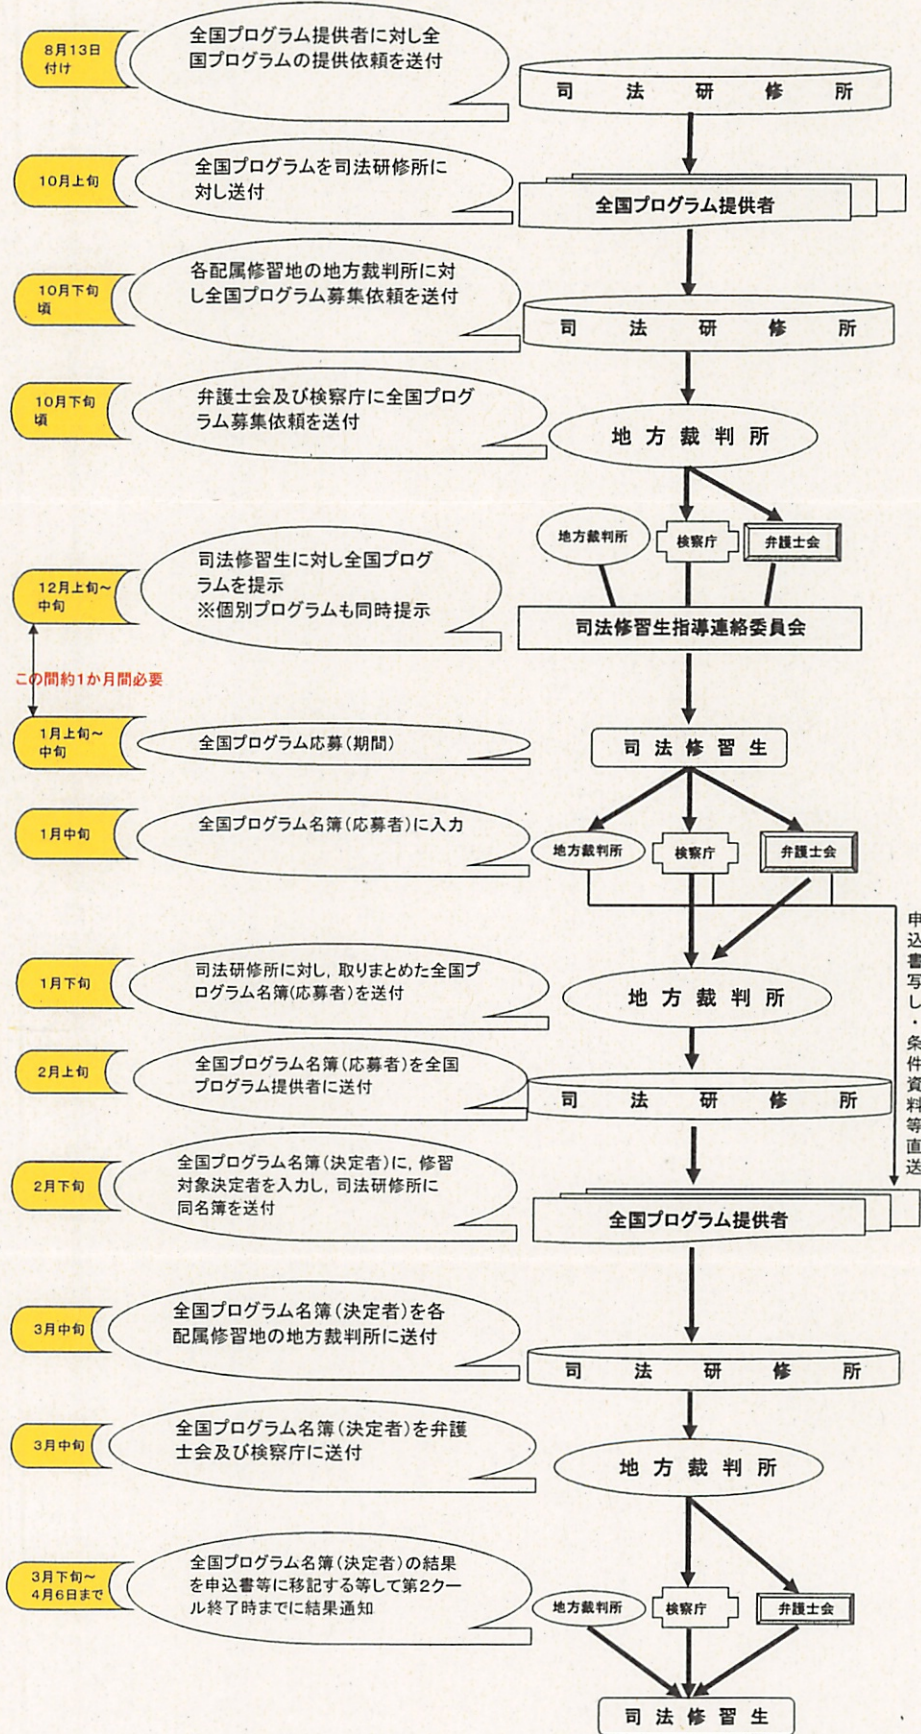 8月13日
付け
全国プログラム提供者に対し全
国プログラムの提供依頼を送付
司法研修所
10月上旬
全国プログラムを司法研修所に
対し送付
全国プログラム提供者
10月下旬
頃
各配属修習地の地方裁判所に対
し全国プログラム募集依頼を送付
司法研修所
10月下旬
頃
弁護士会及び検察庁に全国プログ
ラム募集依頼を送付
地方裁判所
地方裁判所
検察庁
弁護士会
12月上旬~
中旬
司法修習生に対し全国プログ
ラムを提示
※個別プログラムも同時提示
司法修習生指導連絡委員会
この間約1か月間必要
1月上旬~
中旬
全国プログラム応募(期間)
司法修習生
1月中旬
全国プログラム名簿(応募者)に入力
地方裁判所
検察庁
弁護士会
申込書写し・条件資料等直送
1月下旬
司法研修所に対し,取りまとめた全国プ
ログラム名簿(応募者)を送付
地方裁判所
2月上旬
全国プログラム名簿(応募者)を全国
プログラム提供者に送付
司法研修所
2月下旬
全国プログラム名簿(決定者)に,修習
対象決定者を入力し,司法研修所に
同名簿を送付
全国プログラム提供者
3月中旬
全国プログラム名簿(決定者)を各
配属修習地の地方裁判所に送付
司法研修所
3月中旬
全国プログラム名簿(決定者)を弁護
士会及び検察庁に送付
地方裁判所
3月下旬~
4月6日まで
全国プログラム名簿(決定者)の結果
を申込書等に移記する等して第2クー
ル終了時までに結果通知
地方裁判所
検察庁
弁護士会
司法修習生